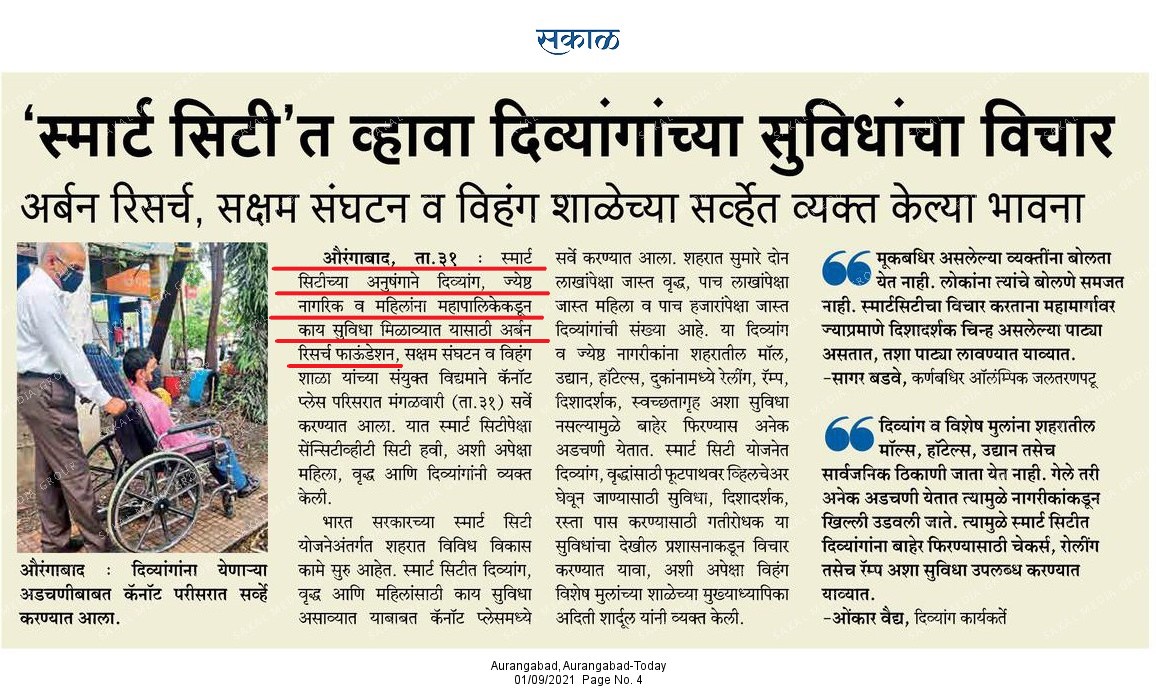 सकाळ
‘स्मार्ट सिटी’त व्हावा दिव्यांगांच्या सुविधांचा विचार
अर्बन रिसर्च, सक्षम संघटन व विहंग शाळेच्या सर्व्हेत व्यक्त केल्या भावना
औरंगाबाद : दिव्यांगांना येणाऱ्या
अडचणीबाबत कॅनॉट परीसरात सर्व्हे
करण्यात आला.
औरंगाबाद, ता.३१ : स्मार्ट
सिटीच्या अनुषंगाने दिव्यांग, ज्येष्ठ
नागरिक व महिलांना महापालिकेकडून
काय सुविधा मिळाव्यात यासाठी अर्बन
रिसर्च फाऊंडेशन, सक्षम संघटन व विहंग
शाळा यांच्या संयुक्त विद्यमाने कॅनॉट
प्लेस परिसरात मंगळवारी (ता.३१) सर्वे
करण्यात आला. यात स्मार्ट सिटीपेक्षा
सेंन्सिटीव्हीटी सिटी हवी, अशी अपेक्षा
महिला, वृद्ध आणि दिव्यांगांनी व्यक्त
केली.
भारत सरकारच्या स्मार्ट सिटी
योजनेअंतर्गत शहरात विविध विकास
कामे सुरु आहेत. स्मार्ट सिटीत दिव्यांग,
वृद्ध आणि महिलांसाठी काय सुविधा
असाव्यात याबाबत कॅनॉट प्लेसमध्ये
सर्वे करण्यात आला. शहरात सुमारे दोन
लाखांपेक्षा जास्त वृद्ध, पाच लाखांपेक्षा
जास्त महिला व पाच हजारांपेक्षा जास्त
दिव्यांगांची संख्या आहे. या दिव्यांग
व ज्येष्ठ नागरीकांना शहरातील मॉल,
उद्यान, हॉटेल्स, दुकानामध्ये रेलींग, रॅम्प,
दिशादर्शक, स्वच्छतागृह अशा सुविधा
नसल्यामुळे बाहेर फिरण्यास अनेक
अडचणी येतात. स्मार्ट सिटी योजनेत
दिव्यांग, वृद्धांसाठी फूटपाथवर व्हिलचेअर
घेवून जाण्यासाठी सुविधा, दिशादर्शक,
रस्ता पास करण्यासाठी गतीरोधक या
सुविधांचा देखील प्रशासनाकडून विचार
करण्यात यावा, अशी अपेक्षा विहंग
विशेष मुलांच्या शाळेच्या मुख्याध्यापिका
अदिती शार्दूल यांनी व्यक्त केली.
मूकबधिर असलेल्या व्यक्तींना बोलता
येत नाही. लोकांना त्यांचे बोलणे समजत
नाही. स्मार्टसिटीचा विचार करताना महामार्गावर
ज्याप्रमाणे दिशादर्शक चिन्ह असलेल्या पाट्या
असतात, तशा पाट्या लावण्यात याव्यात.
–सागर बडवे, कर्णबधिर ऑलंम्पिक जलतरणपटू
दिव्यांग व विशेष मुलांना शहरातील
मॉल्स, हॉटेल्स, उद्यान तसेच
सार्वजनिक ठिकाणी जाता येत नाही. गेले तरी
अनेक अडचणी येतात त्यामुळे नागरीकांकडून
खिल्ली उडवली जाते. त्यामुळे स्मार्ट सिटीत
दिव्यांगांना बाहेर फिरण्यासाठी चेकर्स, रोलींग
तसेच रॅम्प अशा सुविधा उपलब्ध करण्यात
याव्यात.
–ओंकार वैद्य, दिव्यांग कार्यकर्ते
Aurangabad, Aurangabad-Today
01/09/2021 Page No. 4